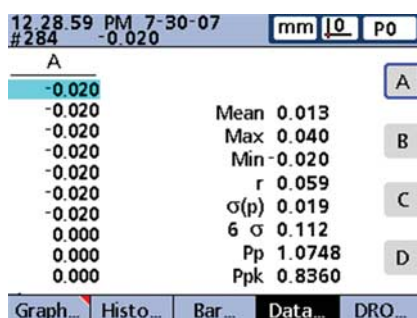 12.28.59 PM 7-30-07
#284 -0.020
mm 0 P0
A
-0.020
-0.020
-0.020
-0.020
-0.020
-0.020
-0.020
0.000
0.000
0.000
Mean 0.013
Max 0.040
Min -0.020
r 0.059
σ(p) 0.019
6 σ 0.112
Pp 1.0748
Ppk 0.8360
A
B
C
D
Graph... Histo... Bar... Data... DRO...